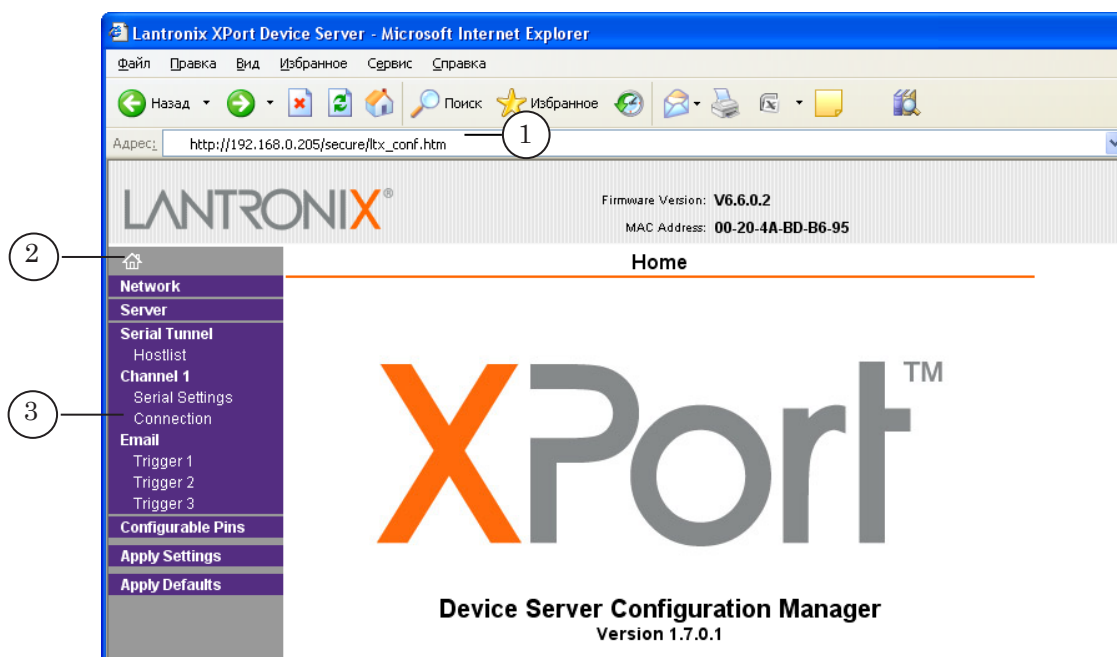 Lantronix XPort Device Server - Microsoft Internet Explorer
Файл Правка Вид Избранное Сервис Справка
Назад Поиск Избранное
Адрес: http://192.168.0.205/secure/ltx_conf.htm
1
LANTRONIX®
Firmware Version: V6.6.0.2
MAC Address: 00-20-4A-BD-B6-95
2
Home
Network
Server
Serial Tunnel
Hostlist
Channel 1
Serial Settings
3
Connection
Email
Trigger 1
Trigger 2
Trigger 3
Configurable Pins
Apply Settings
Apply Defaults
XPort™
Device Server Configuration Manager
Version 1.7.0.1